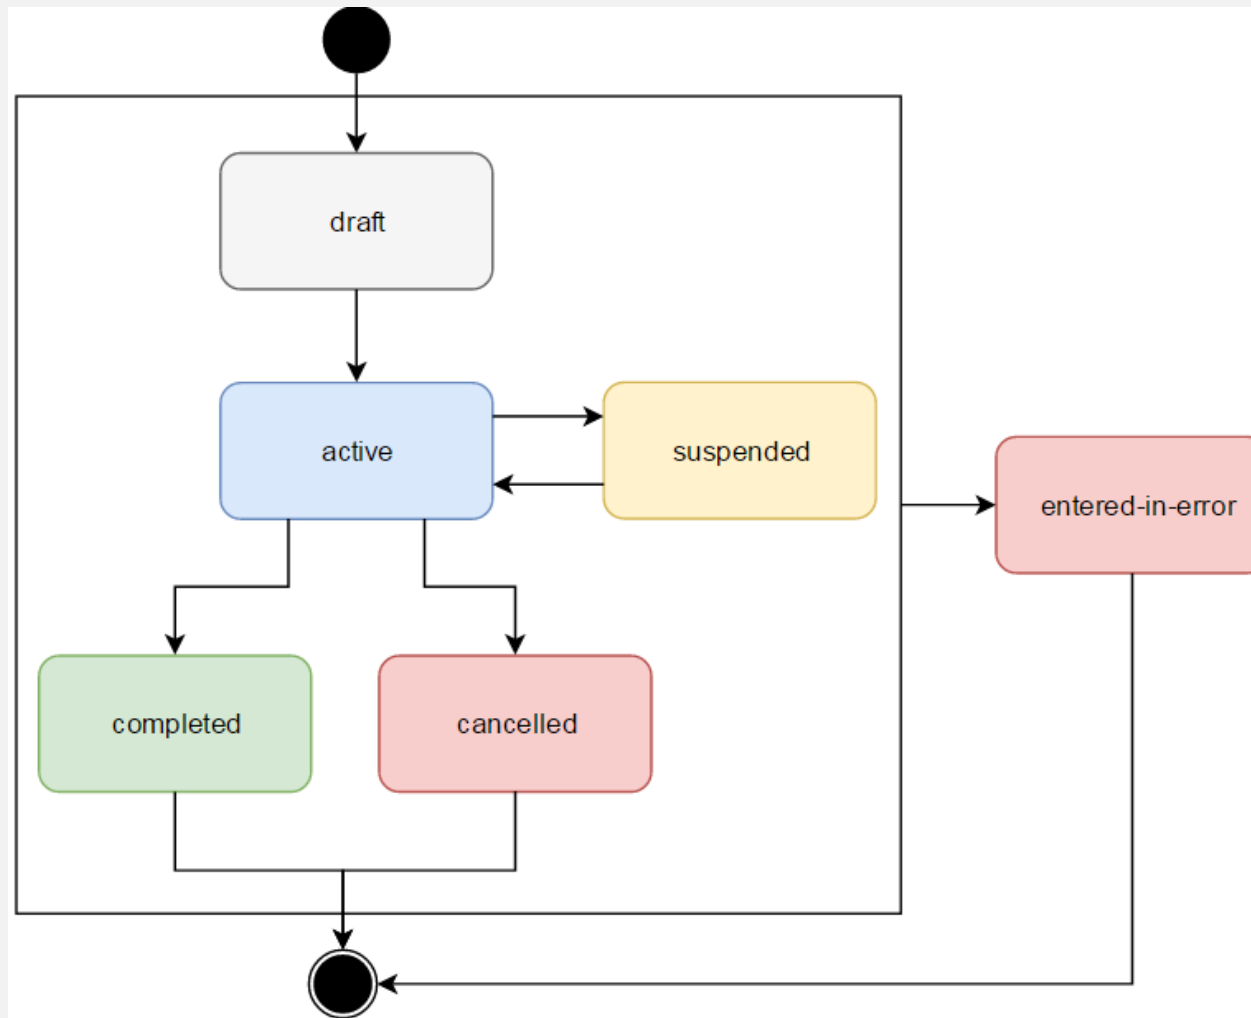 draft
active
suspended
entered-in-error
completed
cancelled